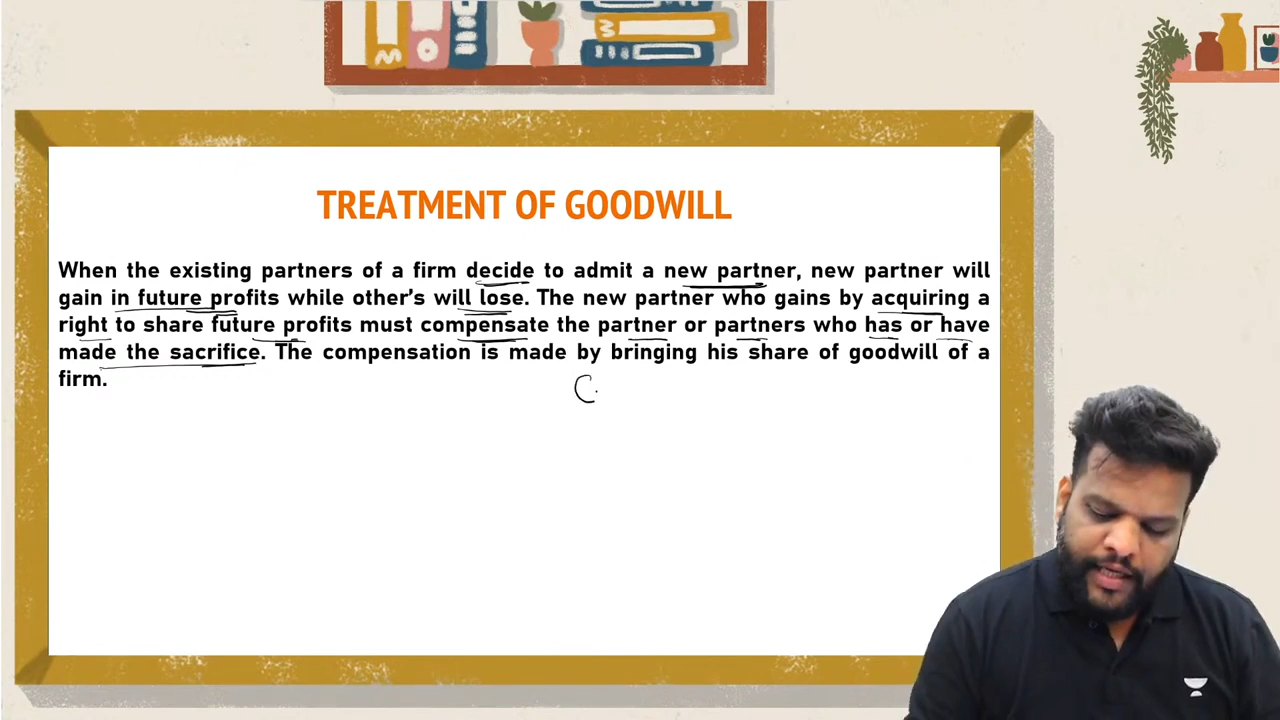 TREATMENT OF GOODWILL
When the existing partners of a firm decide to admit a new partner, new partner will
gain in future profits while other's will lose. The new partner who gains by acquiring a
right to share future profits must compensate the partner or partners who has or have
made the sacrifice. The compensation is made by bringing his share of goodwill of a
firm.
C